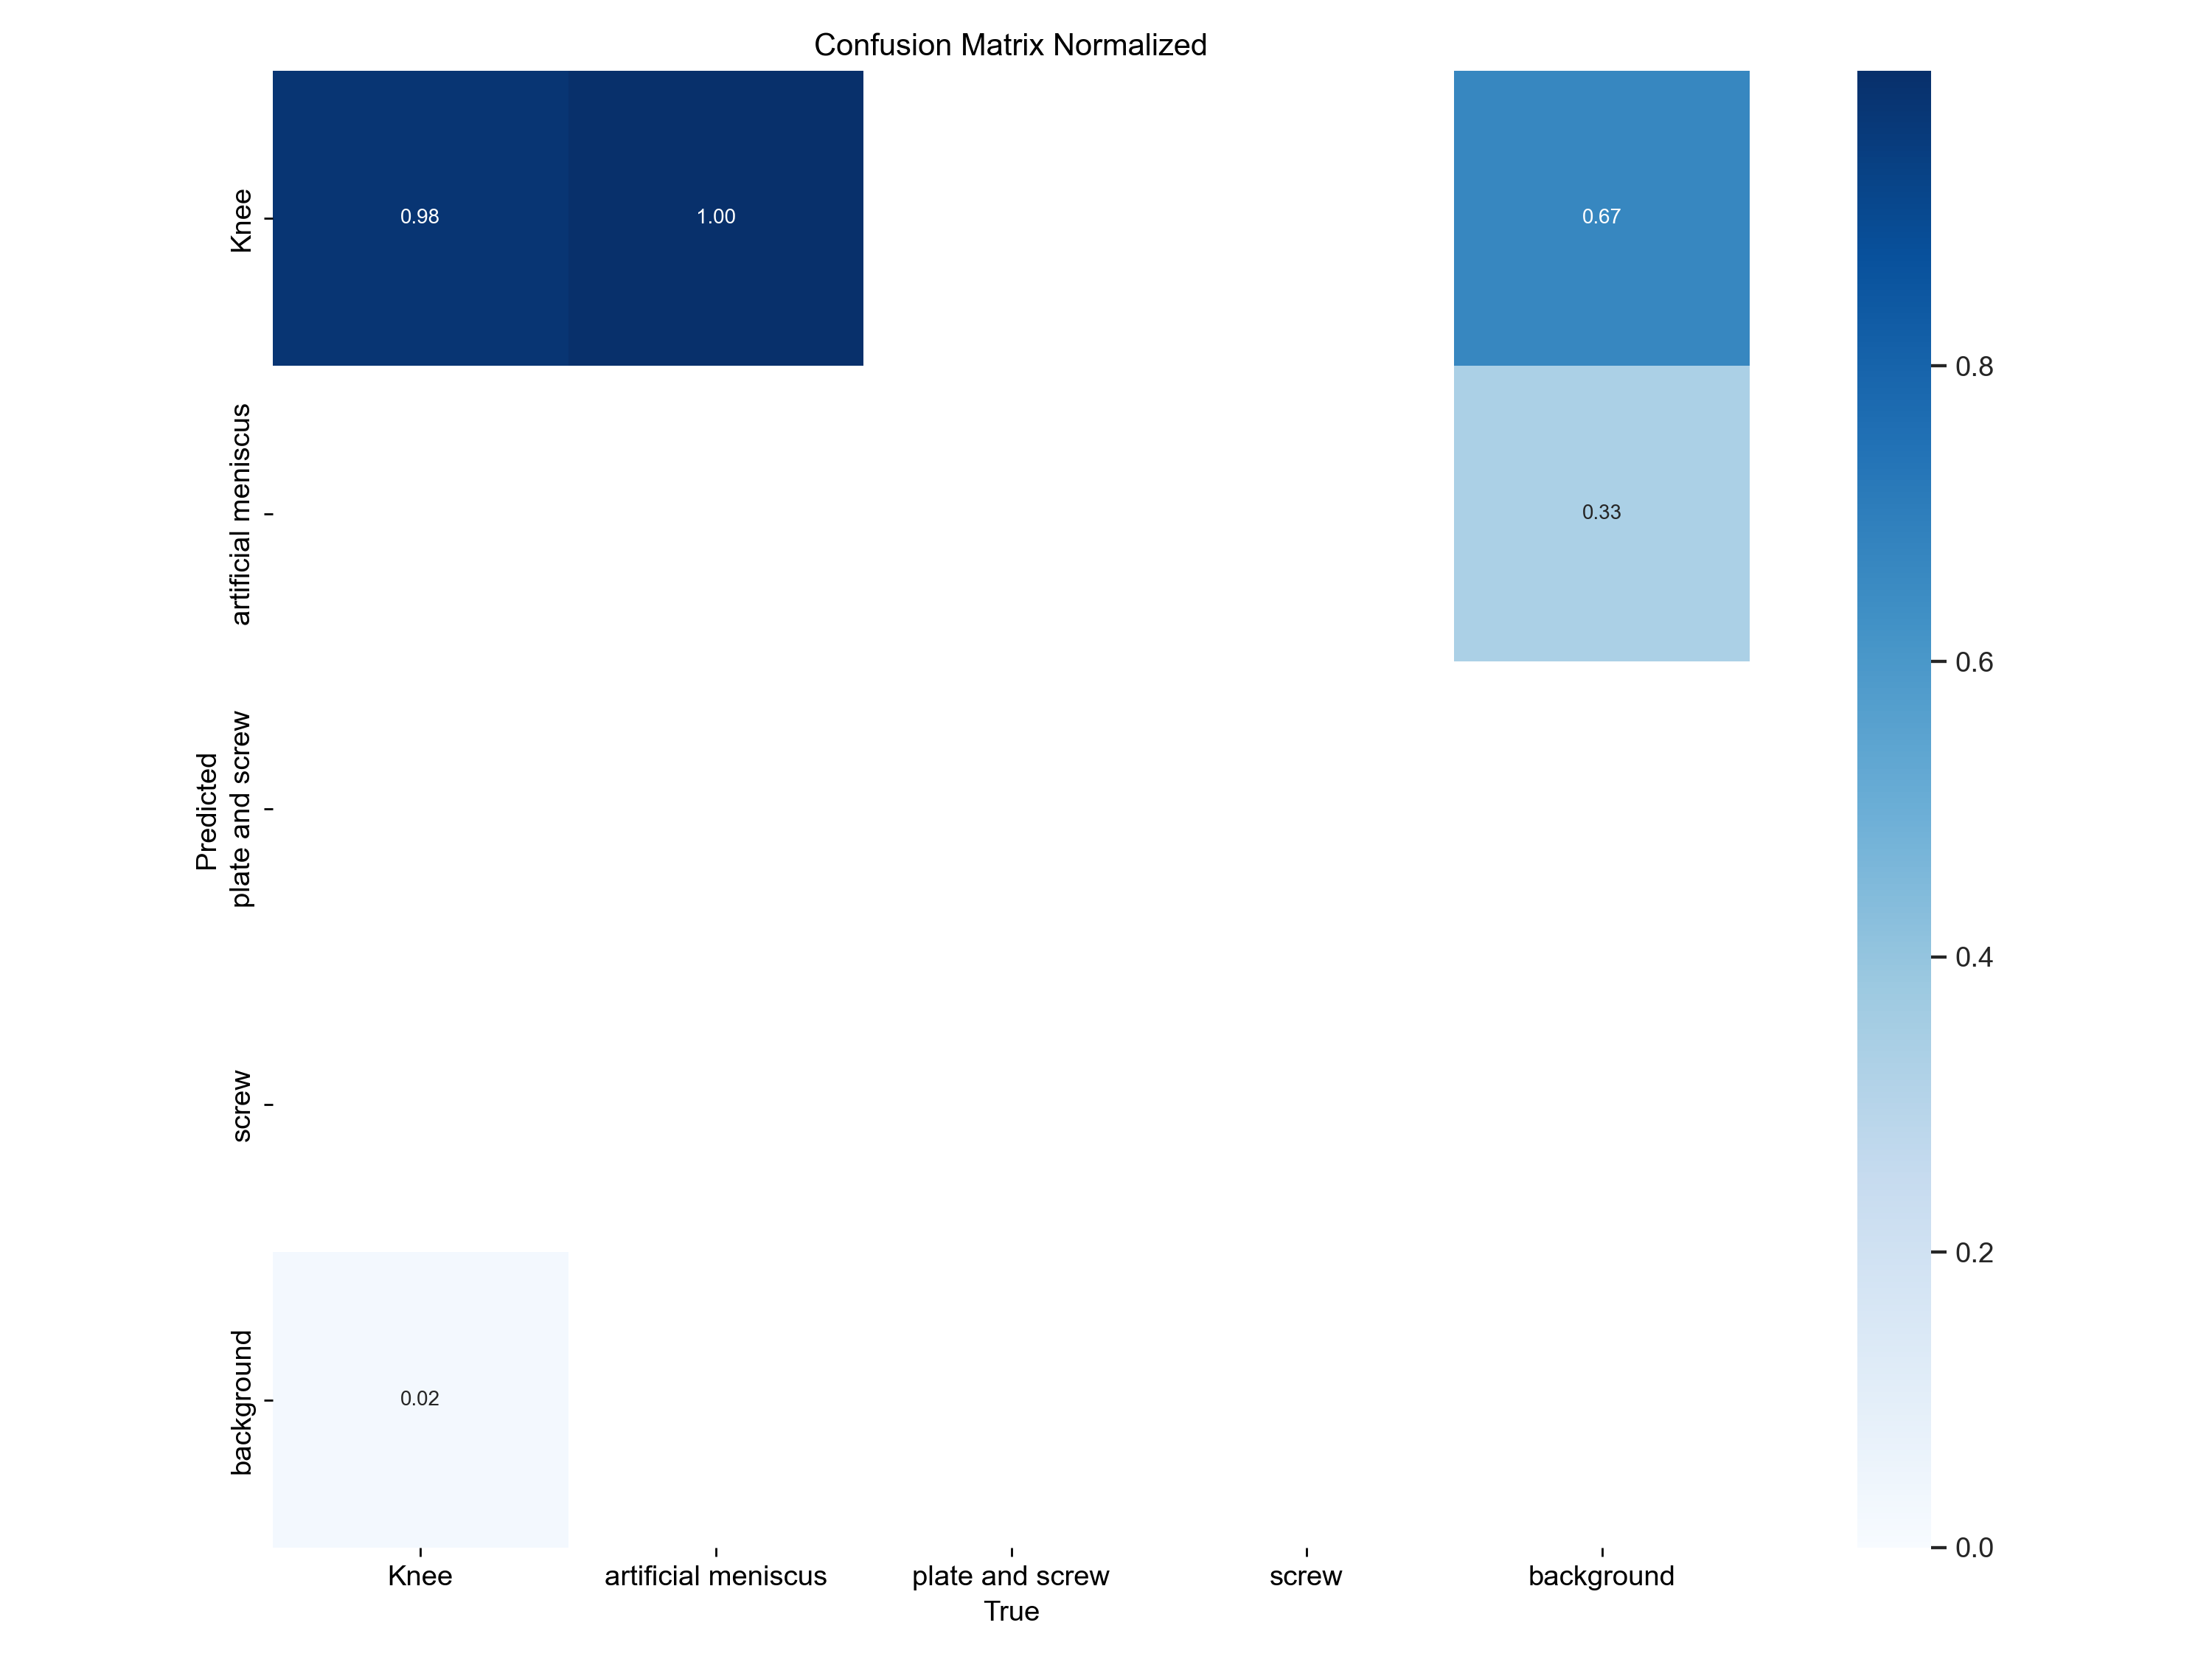 Confusion Matrix Normalized
Knee
0.98
1.00
0.67
artificial meniscus
0.33
Predicted
plate and screw
screw
background
0.02
Knee
artificial meniscus
plate and screw
screw
background
True
0.8
0.6
0.4
0.2
0.0